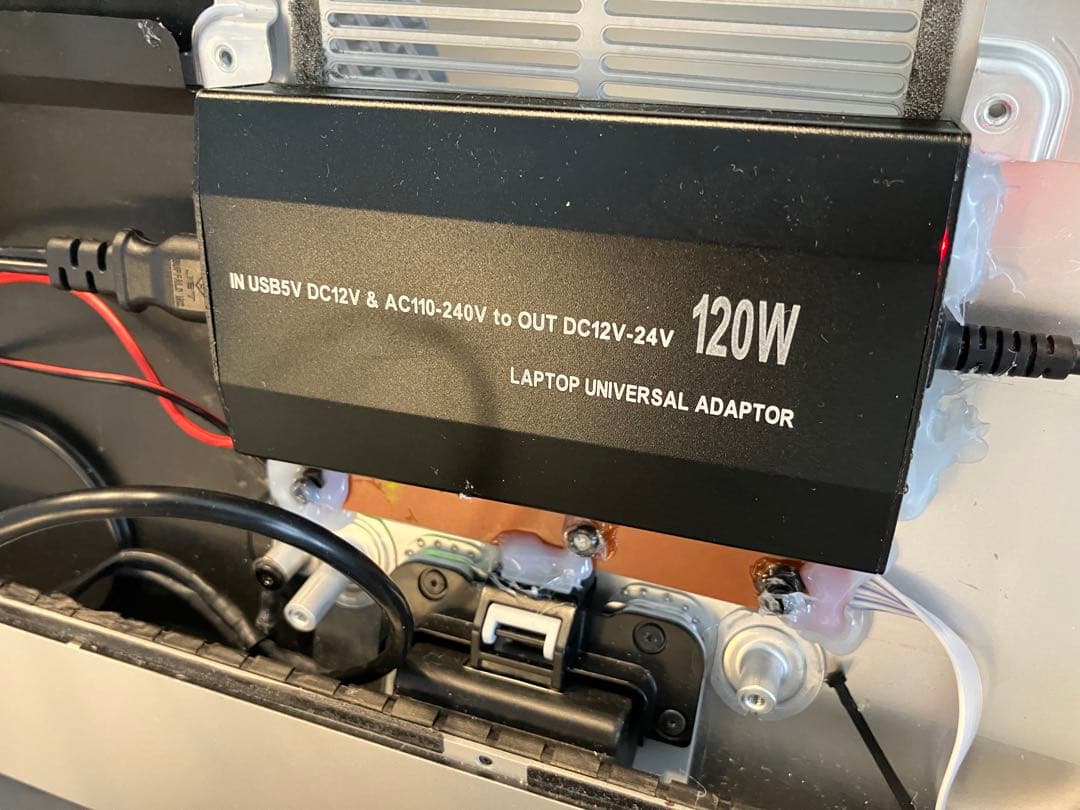 IN USB5V DC12V & AC110-240V to OUT DC12V-24V 120W
LAPTOP UNIVERSAL ADAPTOR